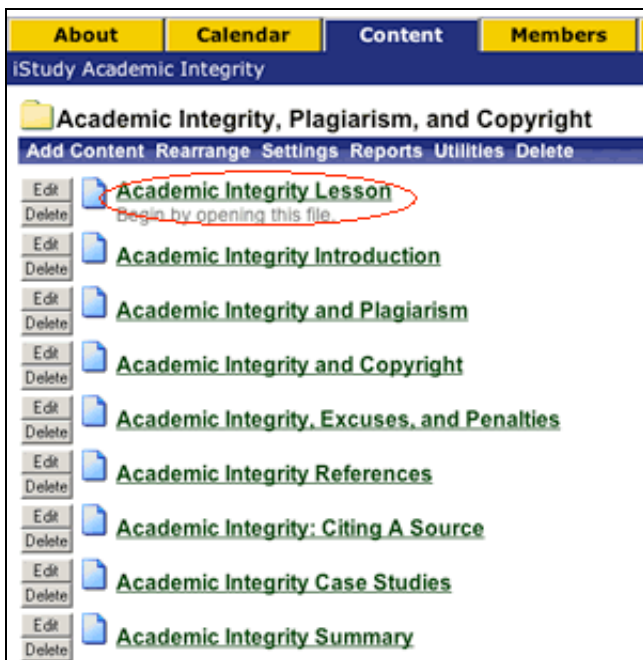 About Calendar Content Members
iStudy Academic Integrity
Academic Integrity, Plagiarism, and Copyright
Add Content Rearrange Settings Reports Utilities Delete
Edit Academic Integrity Lesson
Delete Begin by opening this file.
Edit
Delete Academic Integrity Introduction
Edit
Delete Academic Integrity and Plagiarism
Edit
Delete Academic Integrity and Copyright
Edit
Delete Academic Integrity, Excuses, and Penalties
Edit
Delete Academic Integrity References
Edit
Delete Academic Integrity: Citing A Source
Edit
Delete Academic Integrity Case Studies
Edit
Delete Academic Integrity Summary